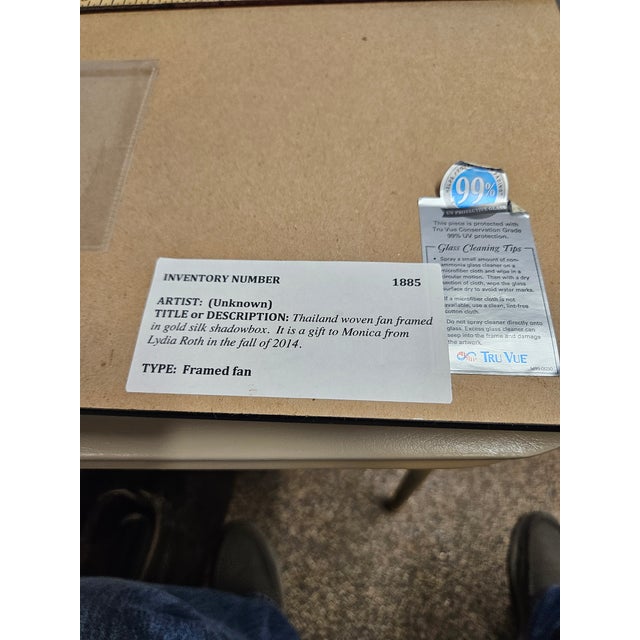 99%
UV PROTECTIVE GLASS
This piece is protected with
Tru Vue Conservation Grade
99% UV protection.
Glass Cleaning Tips
• Spray a small amount of non-
ammonia glass cleaner on a
microfiber cloth and wipe in a
circular motion. Then with a dry
section of cloth, wipe the glass
surface dry to avoid water marks.
If a microfiber cloth is not
available, use a clean, lint-free
cotton cloth.
Do not spray cleaner directly onto
glass. Excess glass cleaner can
seep into the frame and damage
the artwork.
TRU VUE
INVENTORY NUMBER 1885
ARTIST: (Unknown)
TITLE or DESCRIPTION: Thailand woven fan framed
in gold silk shadowbox. It is a gift to Monica from
Lydia Roth in the fall of 2014.
TYPE: Framed fan